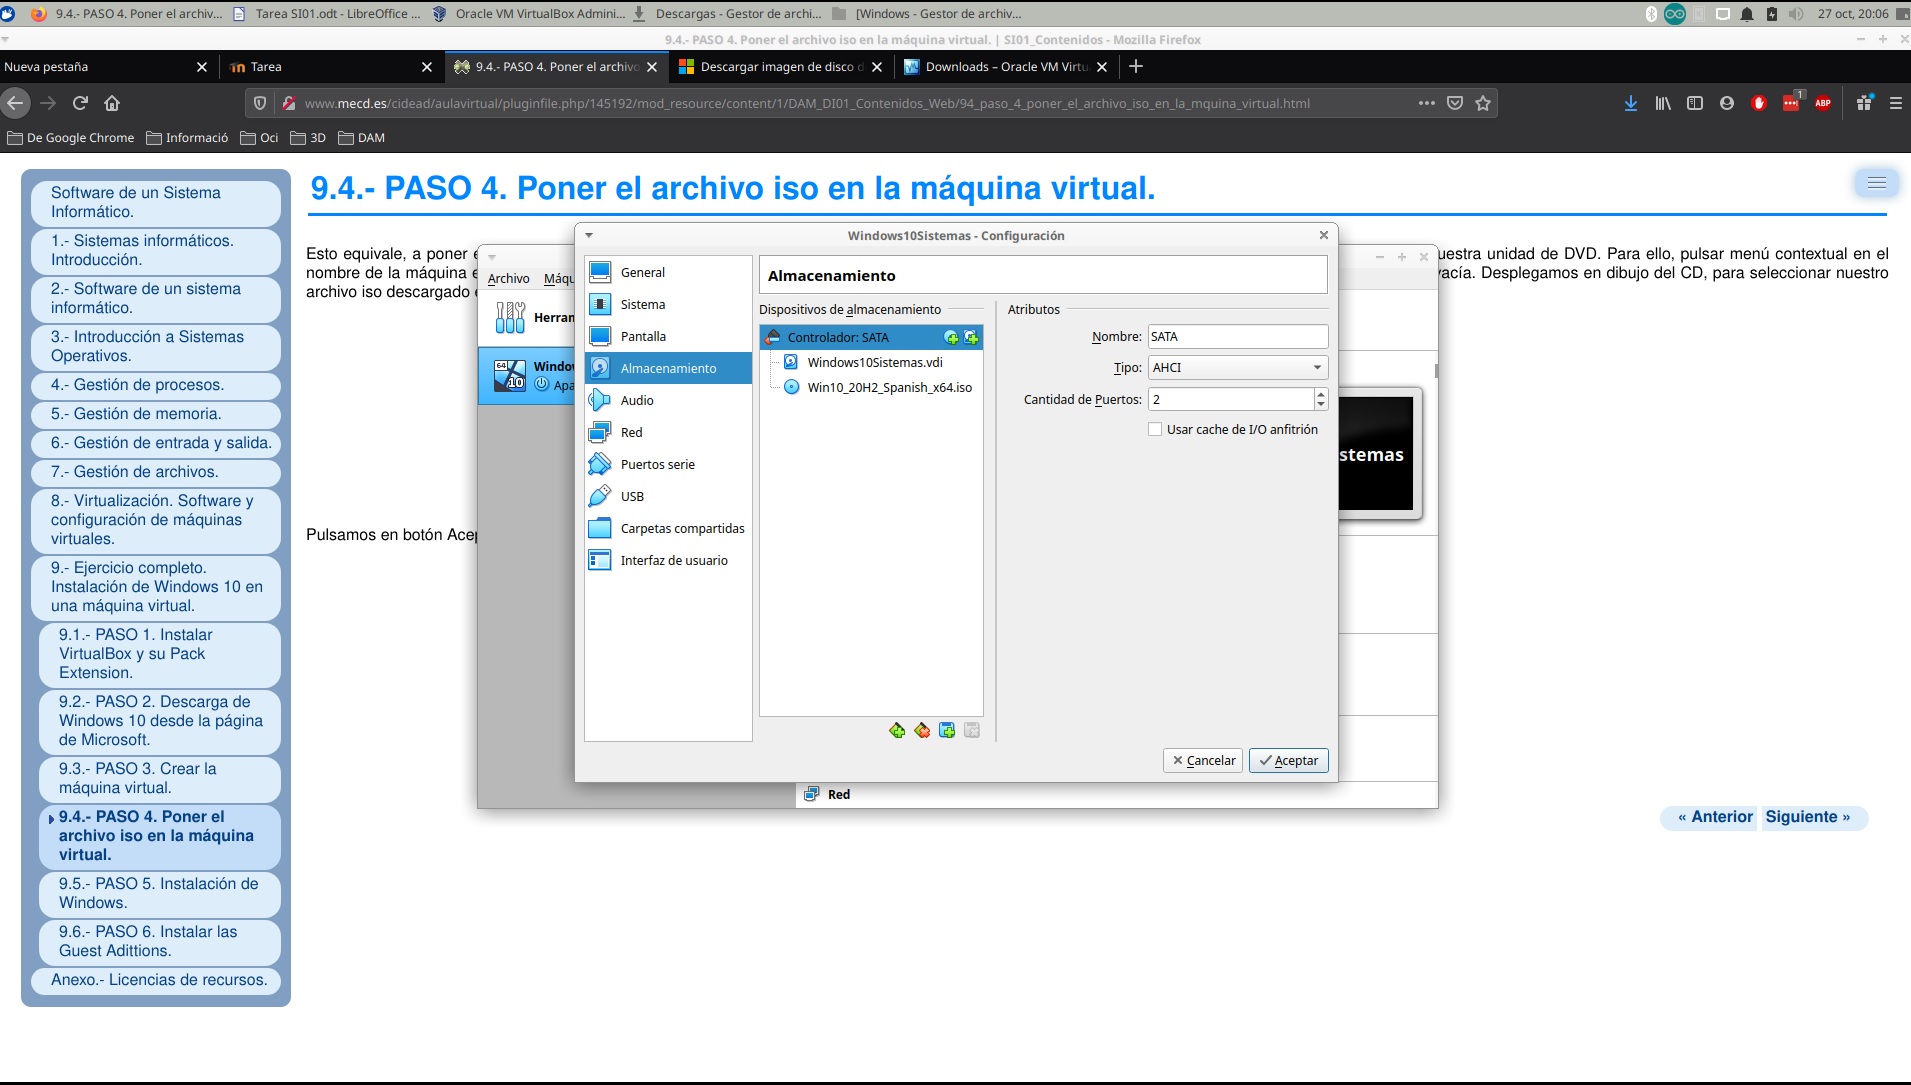 9.4.- PASO 4. Poner el archiv... Tarea SI01.odt - LibreOffice ... Oracle VM VirtualBox Admini... Descargas - Gestor de archi... [Windows - Gestor de archiv... 27 oct, 20:06
9.4.- PASO 4. Poner el archivo iso en la máquina virtual. | SI01_Contenidos - Mozilla Firefox
Nueva pestaña Tarea 9.4.- PASO 4. Poner el archivo Descargar imagen de disco d Downloads – Oracle VM Virtu
www.mecd.es/cidead/aulavirtual/pluginfile.php/145192/mod_resource/content/1/DAM_DI01_Contenidos_Web/94_paso_4_poner_el_archivo_iso_en_la_mquina_virtual.html 1 ABP
De Google Chrome Informació Oci 3D DAM
Software de un Sistema
Informático.
1.- Sistemas informáticos.
Introducción.
2.- Software de un sistema
informático.
3.- Introducción a Sistemas
Operativos.
4.- Gestión de procesos.
5.- Gestión de memoria.
6.- Gestión de entrada y salida.
7.- Gestión de archivos.
8.- Virtualización. Software y
configuración de máquinas
virtuales.
9.- Ejercicio completo.
Instalación de Windows 10 en
una máquina virtual.
9.1.- PASO 1. Instalar
VirtualBox y su Pack
Extension.
9.2.- PASO 2. Descarga de
Windows 10 desde la página
de Microsoft.
9.3.- PASO 3. Crear la
máquina virtual.
9.4.- PASO 4. Poner el
archivo iso en la máquina
virtual.
9.5.- PASO 5. Instalación de
Windows.
9.6.- PASO 6. Instalar las
Guest Adittions.
Anexo.- Licencias de recursos.
9.4.- PASO 4. Poner el archivo iso en la máquina virtual.
Esto equivale, a poner e uestra unidad de DVD. Para ello, pulsar menú contextual en el
nombre de la máquina e vacía. Desplegamos en dibujo del CD, para seleccionar nuestro
archivo iso descargado
Pulsamos en botón Acep
« Anterior Siguiente »
Archivo Máqu
Herran
64 10 Window
Apa
stemas
Red
Windows10Sistemas - Configuración
General
Sistema
Pantalla
Almacenamiento
Audio
Red
Puertos serie
USB
Carpetas compartidas
Interfaz de usuario
Almacenamiento
Dispositivos de almacenamiento
Controlador: SATA
Windows10Sistemas.vdi
Win10_20H2_Spanish_x64.iso
Atributos
Nombre: SATA
Tipo: AHCI
Cantidad de Puertos: 2
Usar cache de I/O anfitrión
Cancelar Aceptar